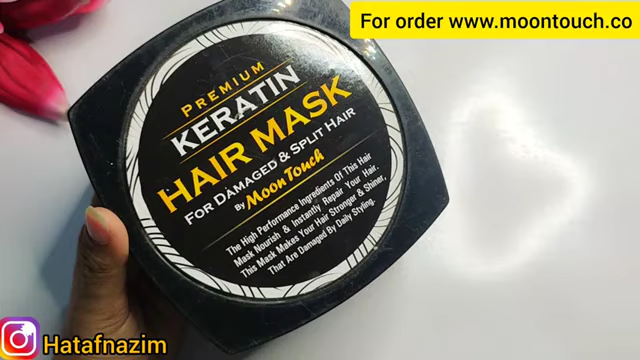 For order www.moontouch.co
PREMIUM
KERATIN
HAIR MASK
FOR DAMAGED & SPLIT HAIR
By Moon Touch
The High Performance Ingredients Of This Hair
Mask Nourish & Instantly Repair Your Hair.
This Mask Makes Your Hair Stronger & Shiner,
That Are Damaged By Daily Styling.
Hatafnazim